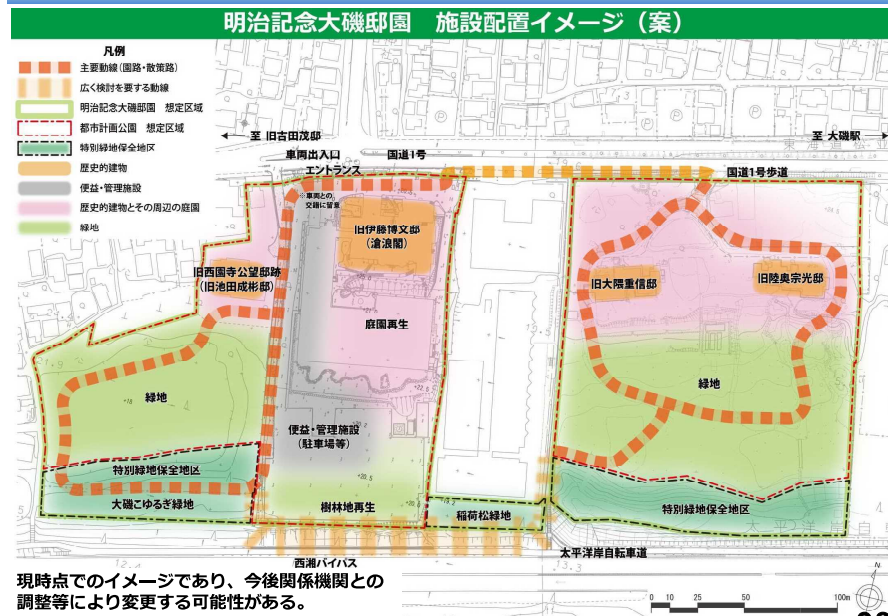 明治記念大磯邸園　施設配置イメージ（案）
凡例
主要動線(園路・散策路)
広く検討を要する動線
明治記念大磯邸園　想定区域
都市計画公園　想定区域
特別緑地保全地区
歴史的建物
便益・管理施設
歴史的建物とその周辺の庭園
緑地
至 旧吉田茂邸
至 大磯駅
東海道松並
車両出入口
国道1号
エントランス
国道1号歩道
※車両との
交錯に留意
旧伊藤博文邸
（滄浪閣）
旧西園寺公望邸跡
（旧池田成彬邸）
旧大隈重信邸
旧陸奥宗光邸
庭園再生
緑地
緑地
便益・管理施設
（駐車場等）
特別緑地保全地区
大磯こゆるぎ緑地
樹林地再生
稲荷松緑地
特別緑地保全地区
太平洋岸自
西湘バイパス
太平洋岸自転車道
12.4
13.3
現時点でのイメージであり、今後関係機関との
調整等により変更する可能性がある。
0 10 25 50 100m
N